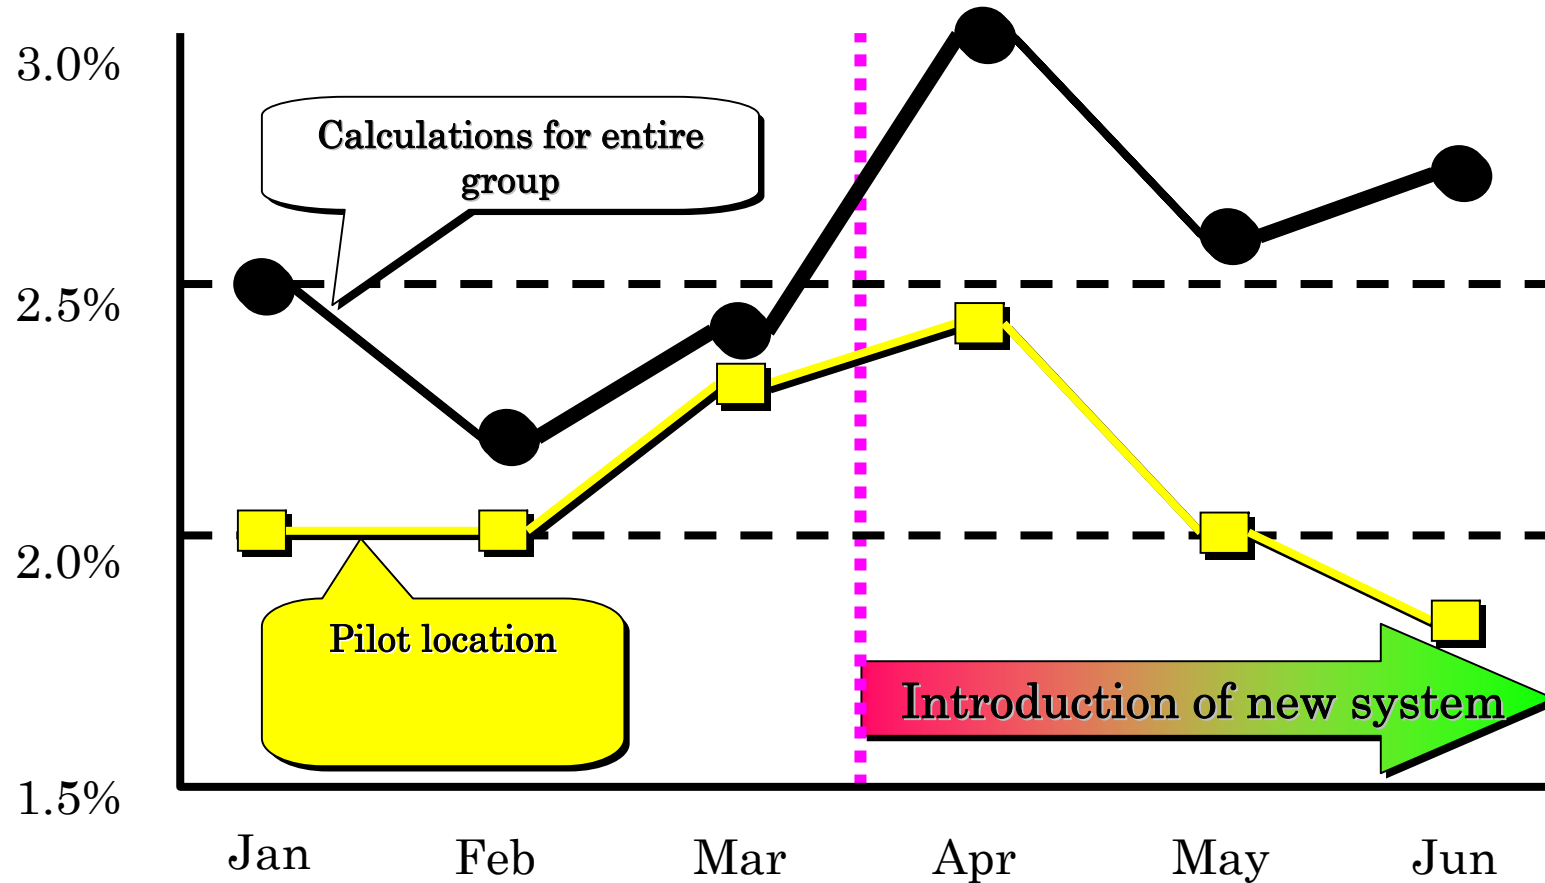 3.0%
Calculations for entire
group
2.5%
2.0%
Pilot location
Introduction of new system
1.5%
Jan
Feb
Mar
Apr
May
Jun